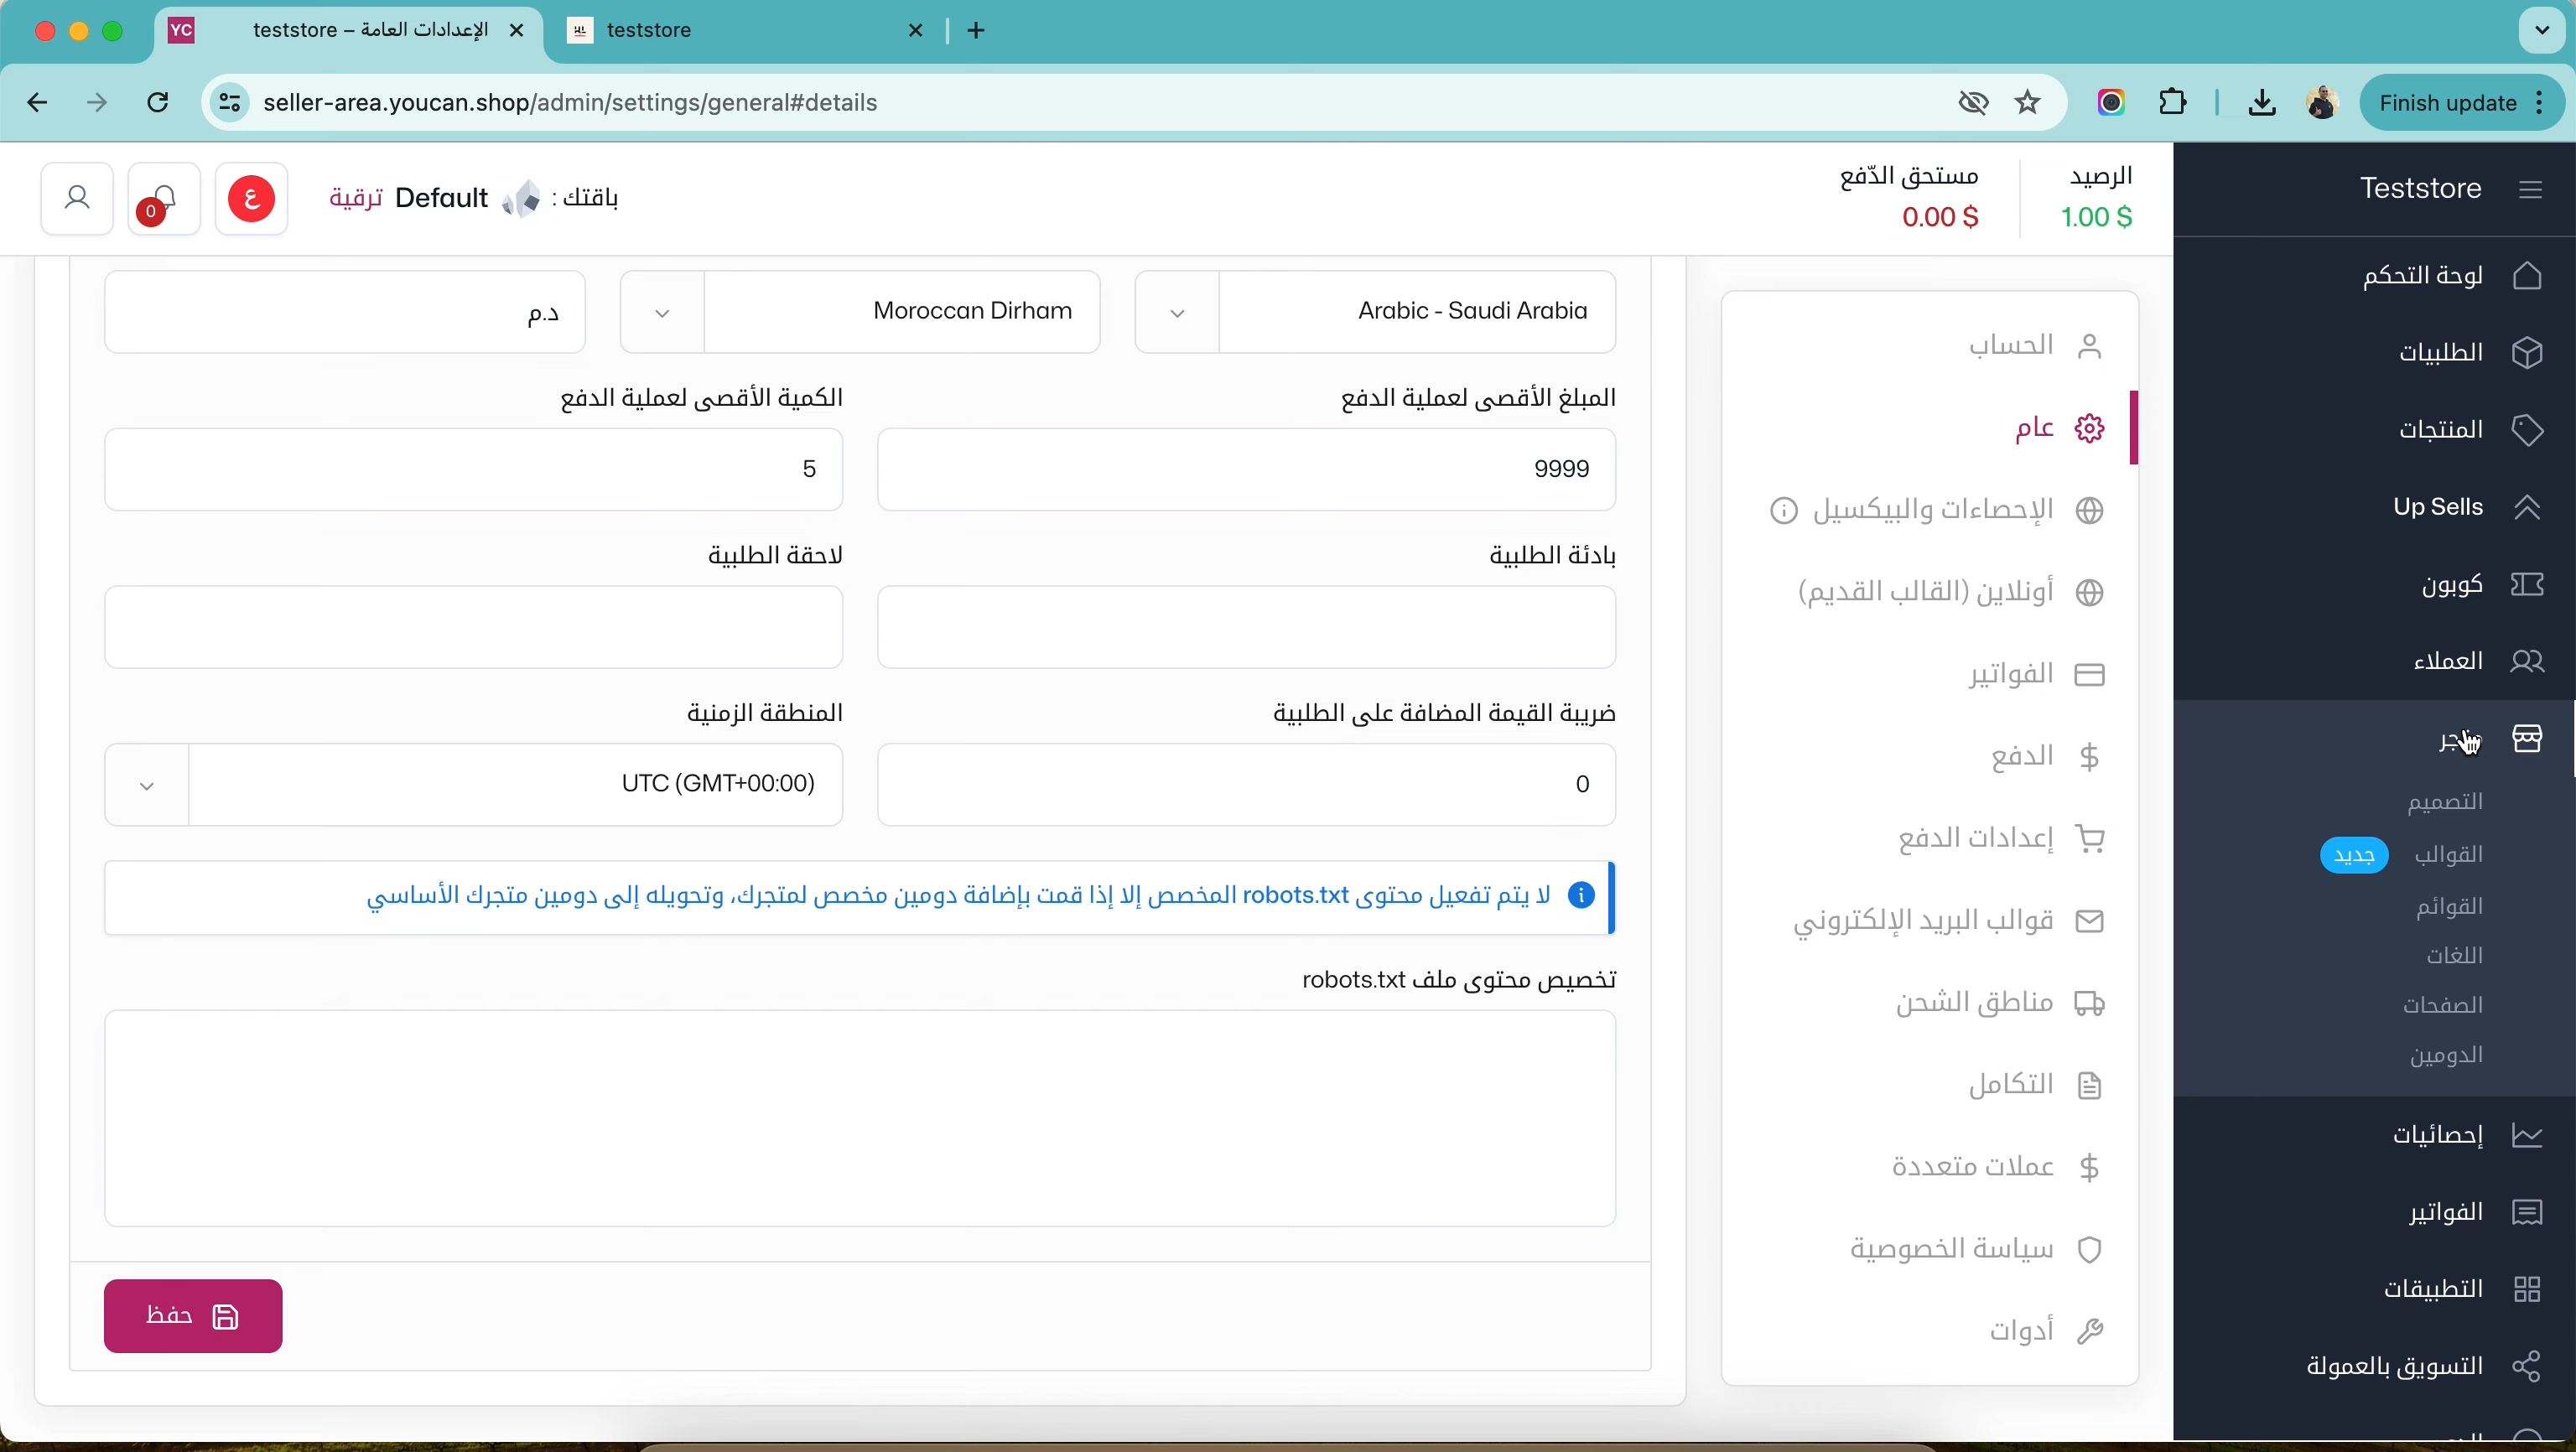 YC
teststore – الإعدادات العامة
teststore
seller-area.youcan.shop/admin/settings/general#details
Finish update
Teststore
الرصيد
1.00 $
مستحق الدّفع
0.00 $
باقتك : Default ترقية
ع
0
لوحة التحكم
الطلبيات
المنتجات
Up Sells
كوبون
العملاء
التصميم
القوالب جديد
القوائم
اللغات
الصفحات
الدومين
إحصائيات
الفواتير
التطبيقات
التسويق بالعمولة
الحساب
عام
الإحصاءات والبيكسيل
أونلاين (القالب القديم)
الفواتير
الدفع
إعدادات الدفع
قوالب البريد الإلكتروني
مناطق الشحن
التكامل
عملات متعددة
سياسة الخصوصية
أدوات
Arabic - Saudi Arabia
Moroccan Dirham
د.م
المبلغ الأقصى لعملية الدفع
الكمية الأقصى لعملية الدفع
9999
5
بادئة الطلبية
لاحقة الطلبية
ضريبة القيمة المضافة على الطلبية
المنطقة الزمنية
0
UTC (GMT+00:00)
لا يتم تفعيل محتوى robots.txt المخصص إلا إذا قمت بإضافة دومين مخصص لمتجرك، وتحويله إلى دومين متجرك الأساسي
تخصيص محتوى ملف robots.txt
حفظ